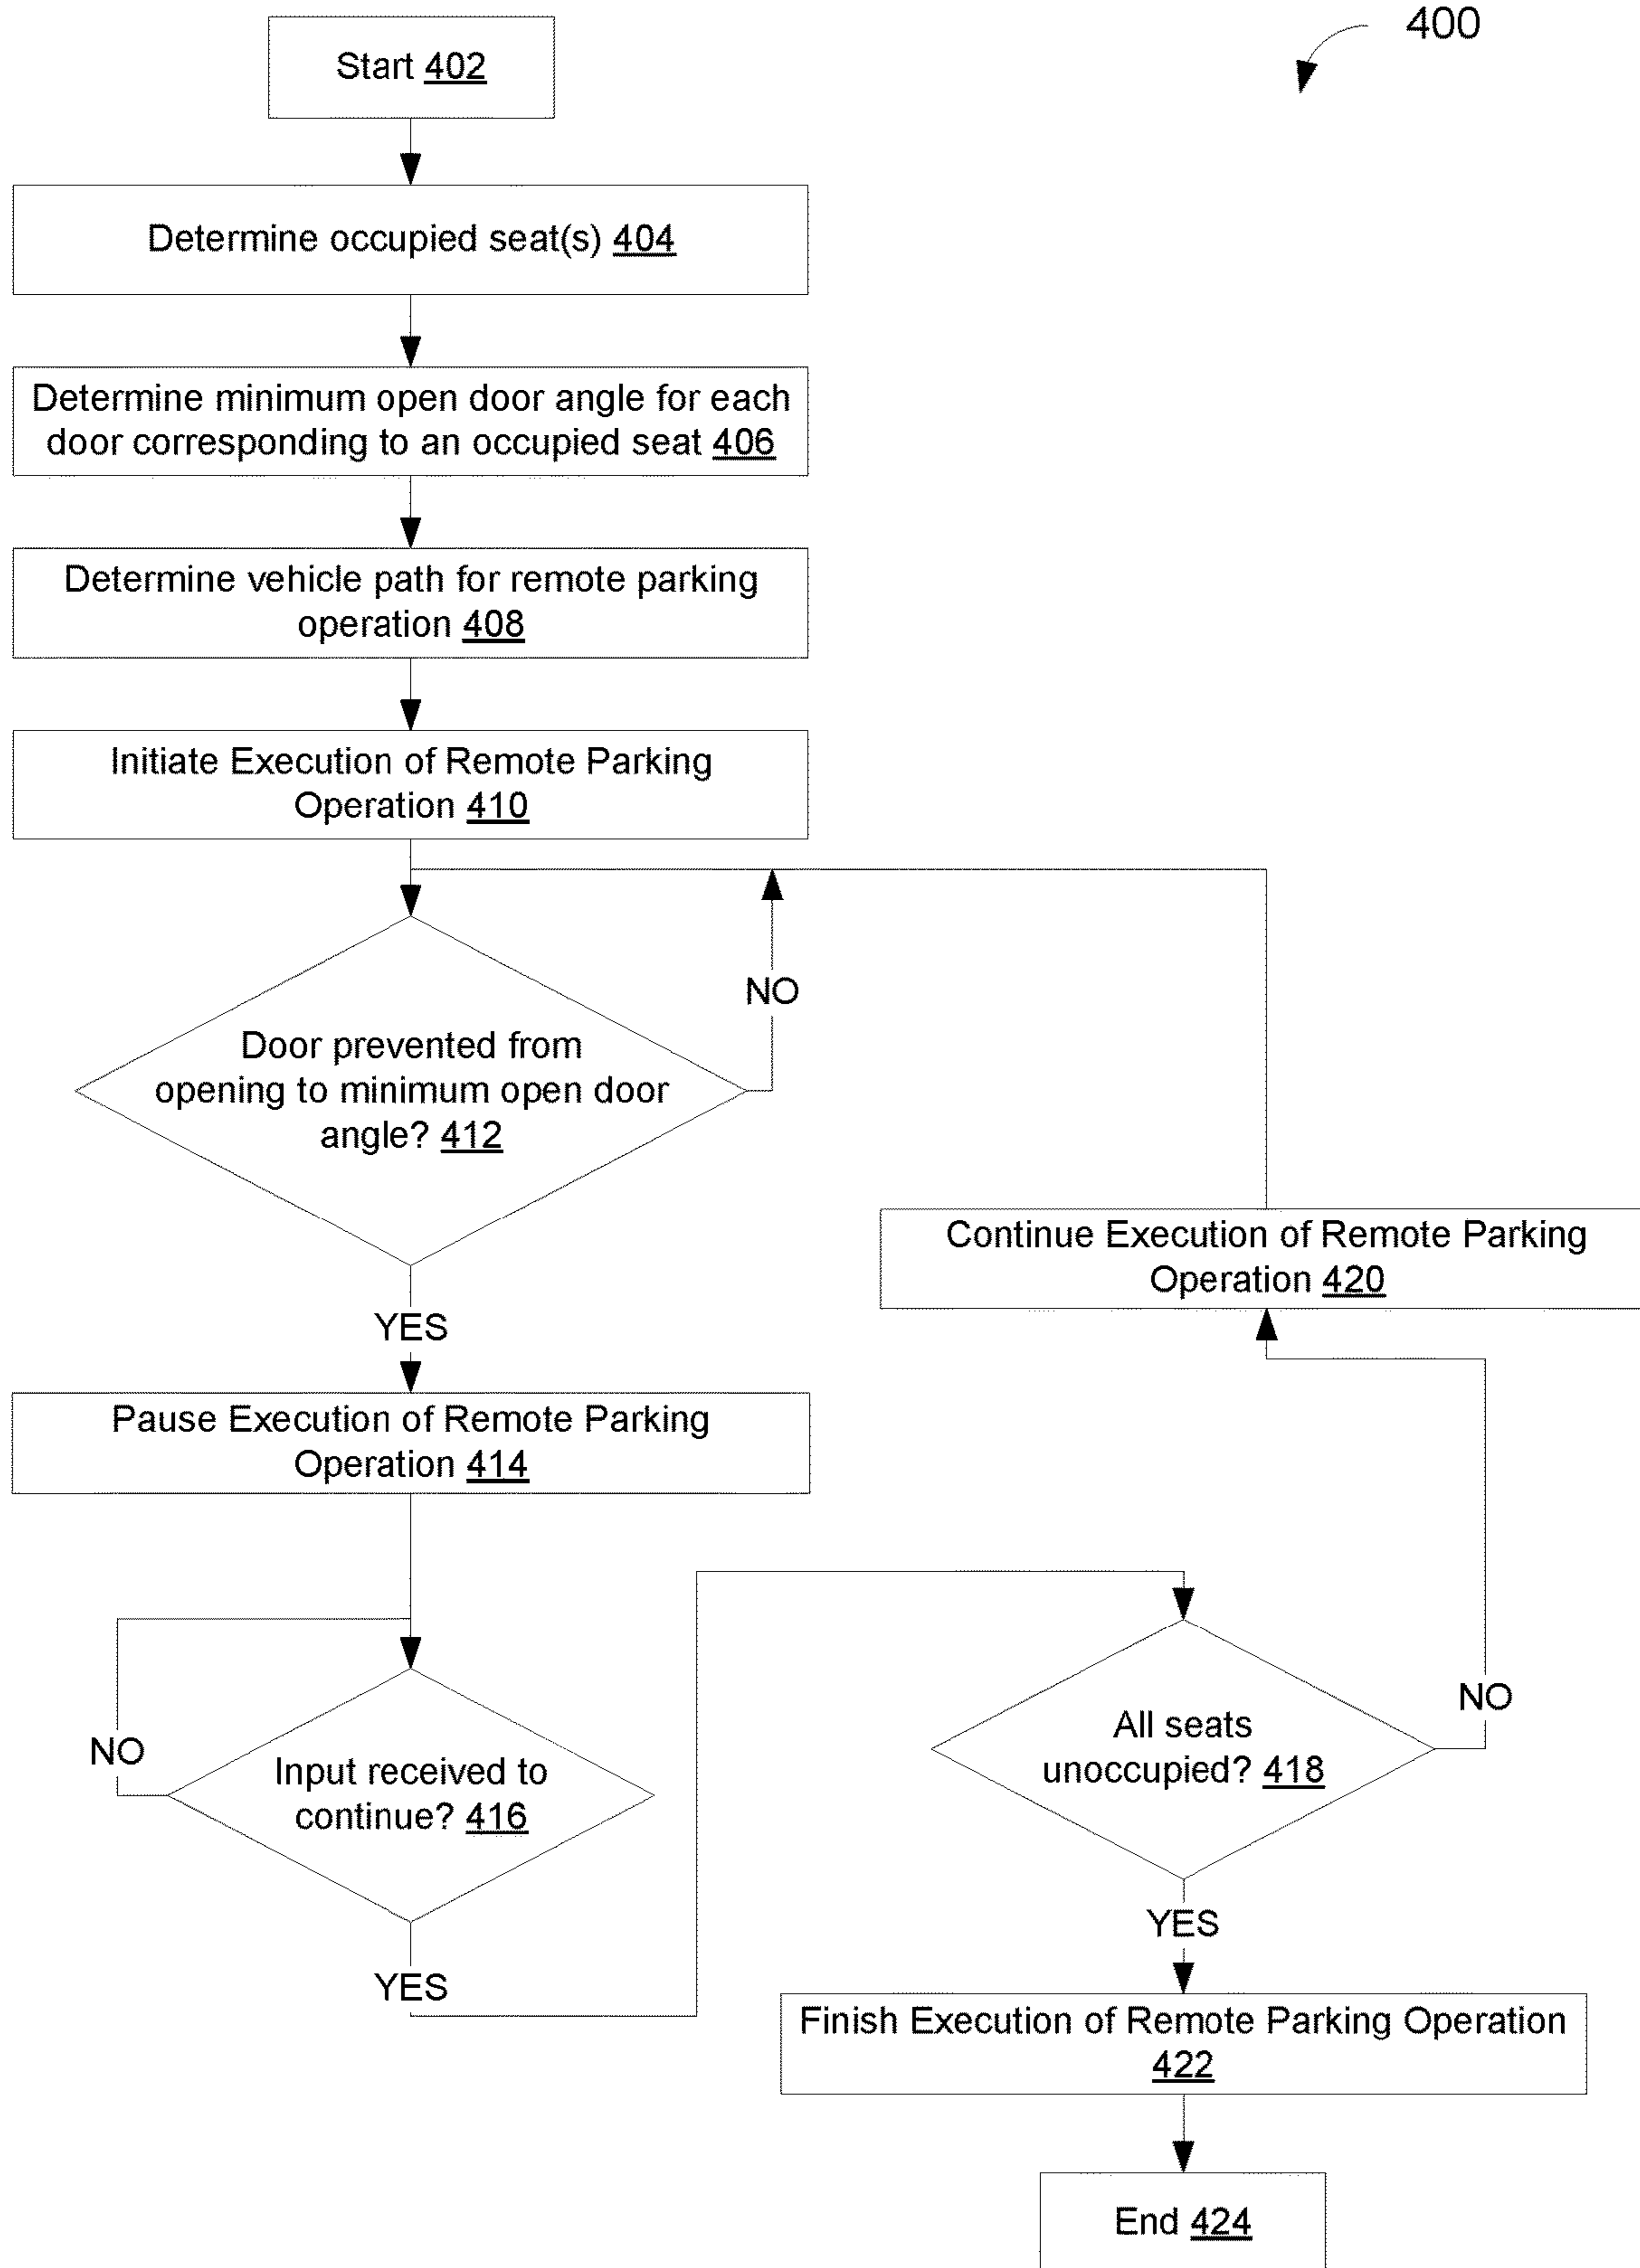 400
Start 402
Determine occupied seat(s) 404
Determine minimum open door angle for each
door corresponding to an occupied seat 406
Determine vehicle path for remote parking
operation 408
Initiate Execution of Remote Parking
Operation 410
NO
Door prevented from
opening to minimum open door
angle? 412
YES
Continue Execution of Remote Parking
Operation 420
Pause Execution of Remote Parking
Operation 414
NO
Input received to
continue? 416
YES
All seats
unoccupied? 418
NO
YES
Finish Execution of Remote Parking Operation
422
End 424